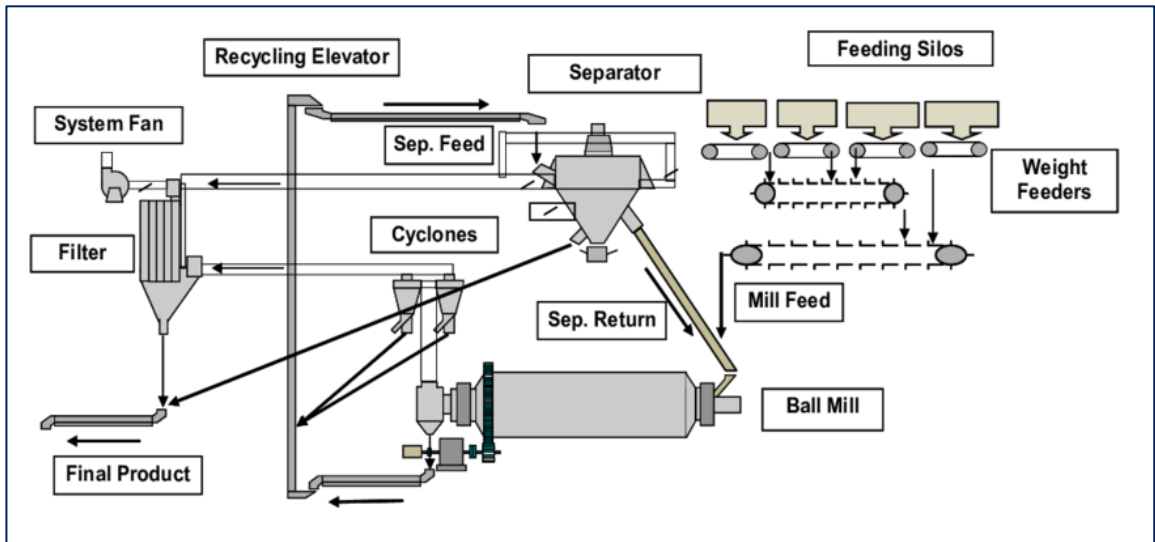 Recycling Elevator
Separator
Feeding Silos
System Fan
Sep. Feed
Weight
Feeders
Filter
Cyclones
Mill Feed
Sep. Return
Ball Mill
Final Product